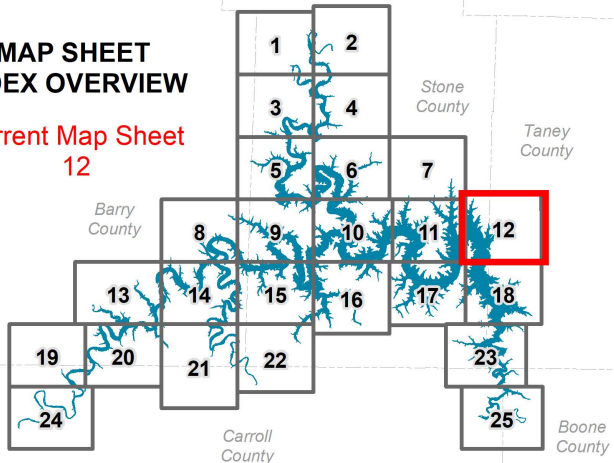 MAP SHEET
DEX OVERVIEW
rrent Map Sheet
12
1
2
3
4
Stone
County
Taney
County
5
6
7
Barry
County
8
9
10
11
12
13
14
15
16
17
18
19
20
21
22
23
24
25
Carroll
County
Boone
County